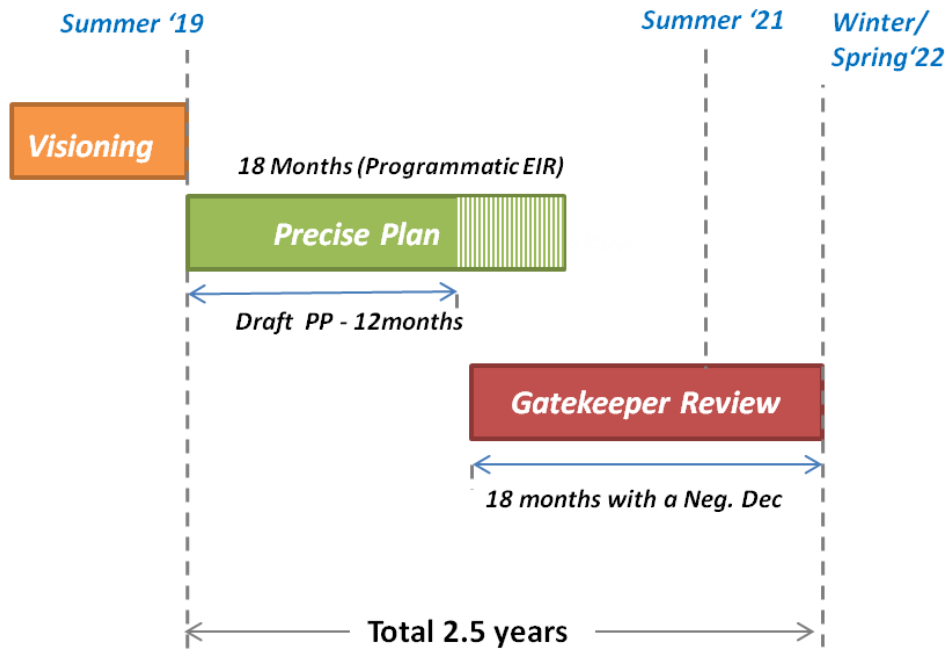 Summer ‘19
Summer ‘21
Winter/
Spring‘22
Visioning
18 Months (Programmatic EIR)
Precise Plan
Draft PP - 12months
Gatekeeper Review
18 months with a Neg. Dec
Total 2.5 years